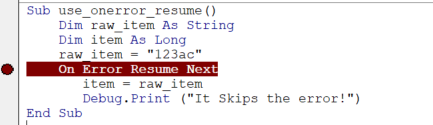 Sub use_onerror_resume()
Dim raw_item As String
Dim item As Long
raw_item = "123ac"
On Error Resume Next
item = raw_item
Debug.Print ("It Skips the error!")
End Sub